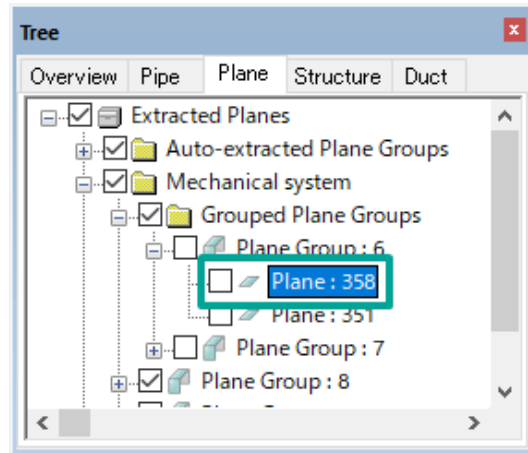 Tree
Overview Pipe Plane Structure Duct
Extracted Planes
Auto-extracted Plane Groups
Mechanical system
Grouped Plane Groups
Plane Group : 6
Plane : 358
Plane : 351
Plane Group : 7
Plane Group : 8